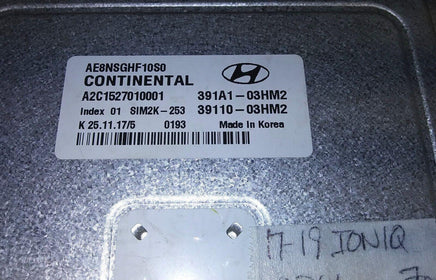 AE8NSGHF10S0
CONTINENTAL
A2C1527010001 391A1-03HM2
Index 01 SIM2K-253 39110-03HM2
K 25.11.17/5 0193 Made in Korea
17-19 IONIQ